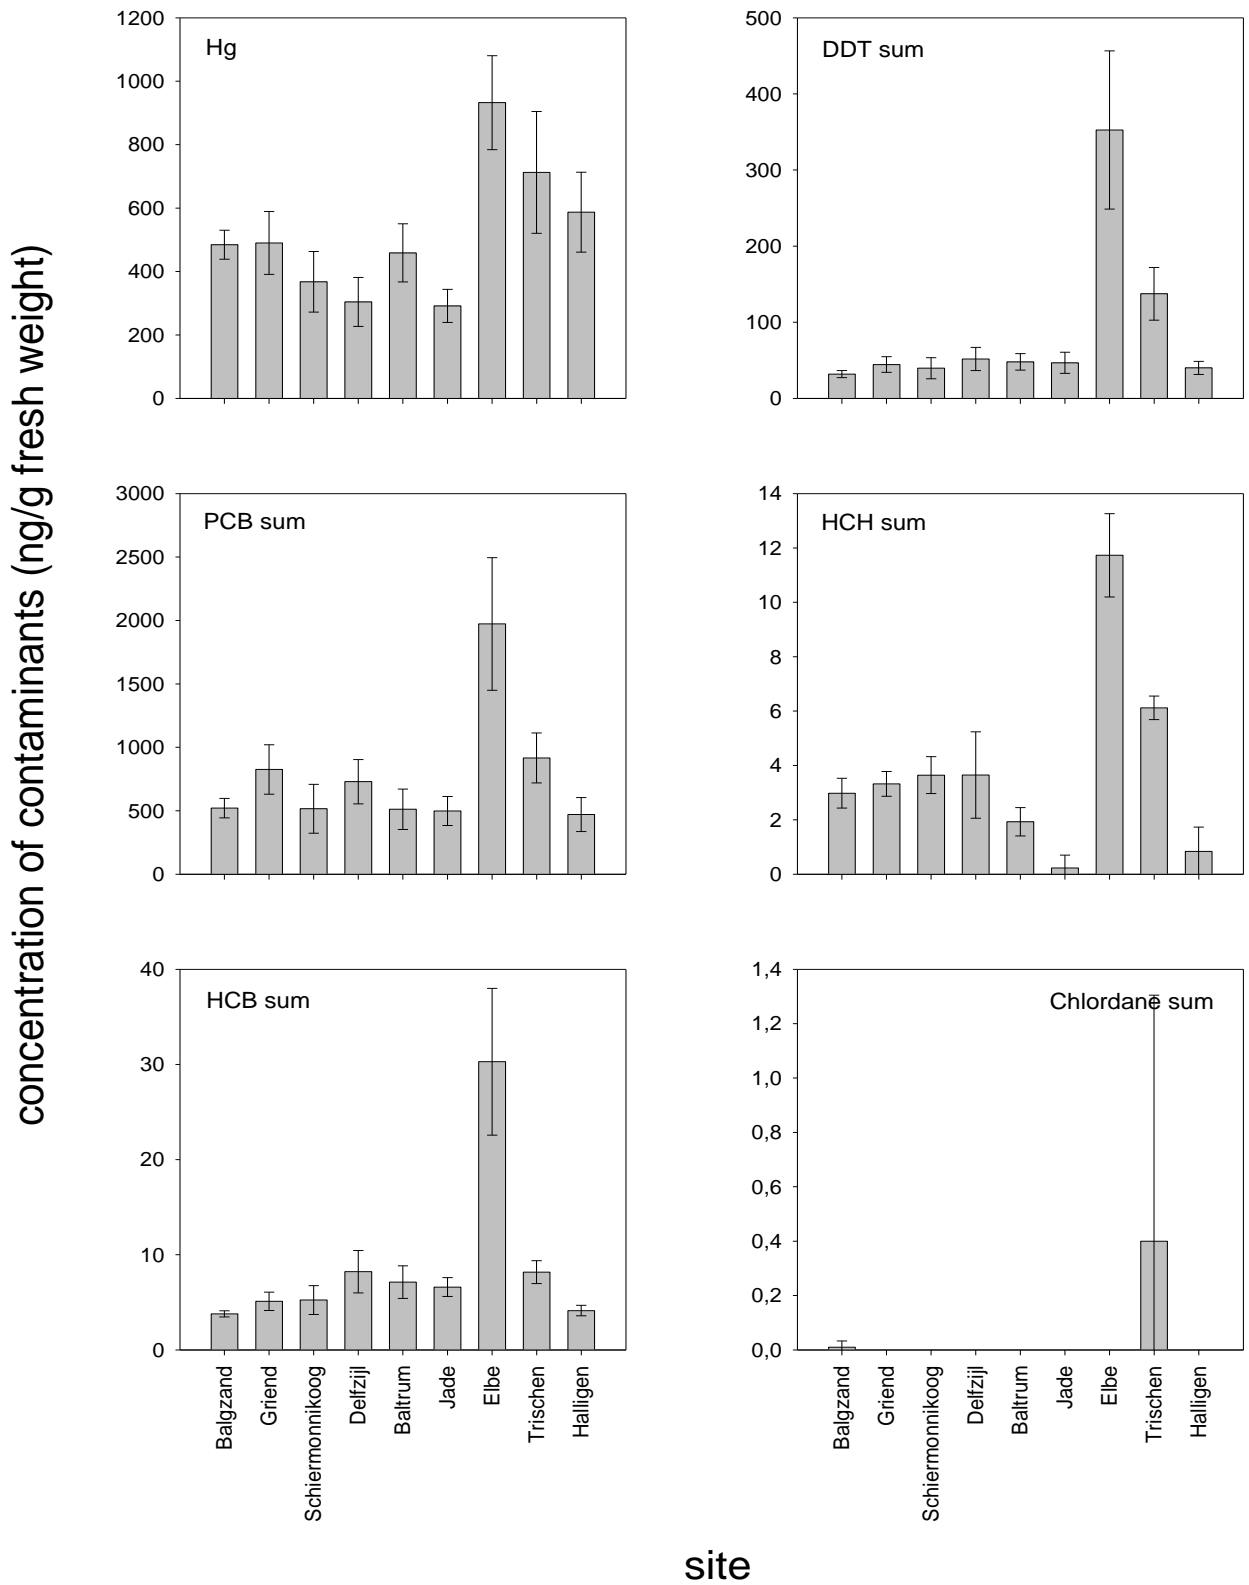 concentration of contaminants (ng/g fresh weight)
Hg
1200
1000
800
600
400
200
0
DDT sum
500
400
300
200
100
0
PCB sum
3000
2500
2000
1500
1000
500
0
HCH sum
14
12
10
8
6
4
2
0
HCB sum
40
30
20
10
0
Balgzand
Griend
Schiermonnikoog
Delfzijl
Baltrum
Jade
Elbe
Trischen
Halligen
Chlordane sum
1,4
1,2
1,0
0,8
0,6
0,4
0,2
0,0
Balgzand
Griend
Schiermonnikoog
Delfzijl
Baltrum
Jade
Elbe
Trischen
Halligen
site